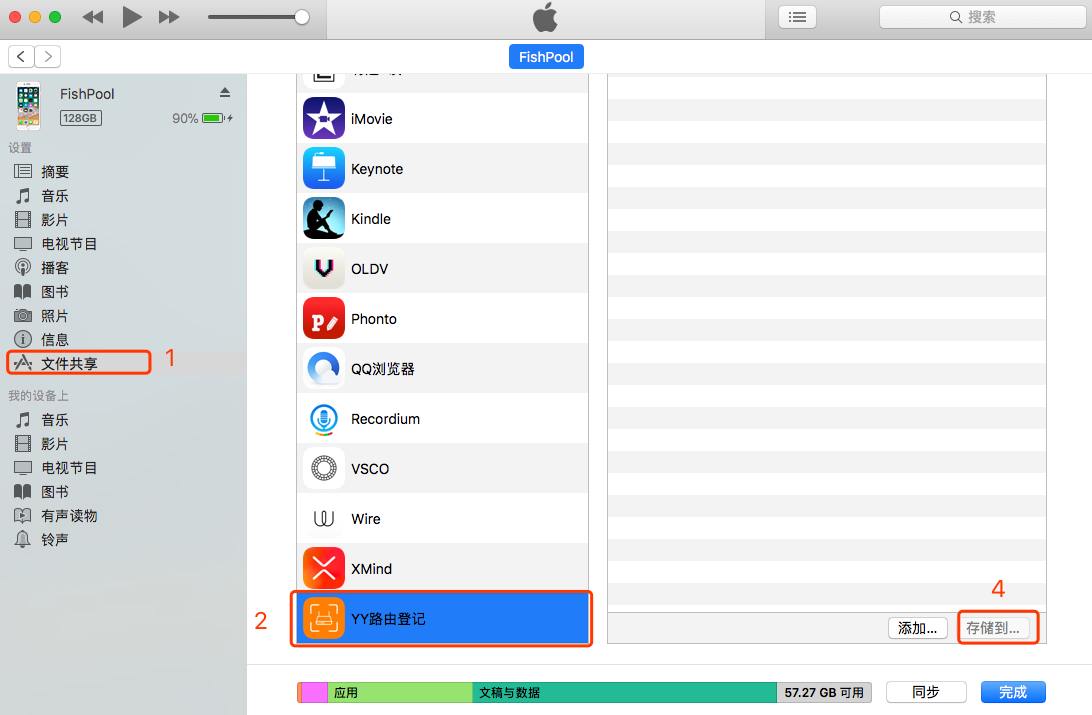 搜索
FishPool
FishPool
128GB
90%
设置
摘要
音乐
影片
电视节目
播客
图书
照片
信息
文件共享
1
我的设备上
音乐
影片
电视节目
图书
有声读物
铃声
iMovie
Keynote
Kindle
OLDV
Phonto
QQ浏览器
Recordium
VSCO
Wire
XMind
2
YY路由登记
4
添加...
存储到...
应用
文稿与数据
57.27 GB 可用
同步
完成